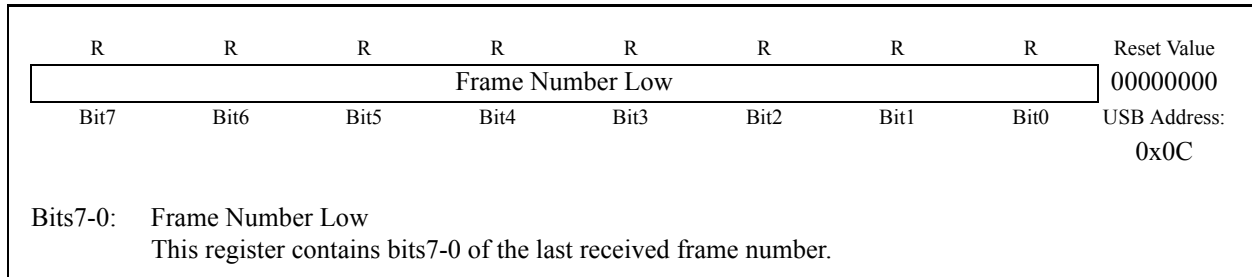 R R R R R R R R Reset Value
Frame Number Low 00000000
Bit7 Bit6 Bit5 Bit4 Bit3 Bit2 Bit1 Bit0 USB Address:
0x0C
Bits7-0: Frame Number Low
This register contains bits7-0 of the last received frame number.